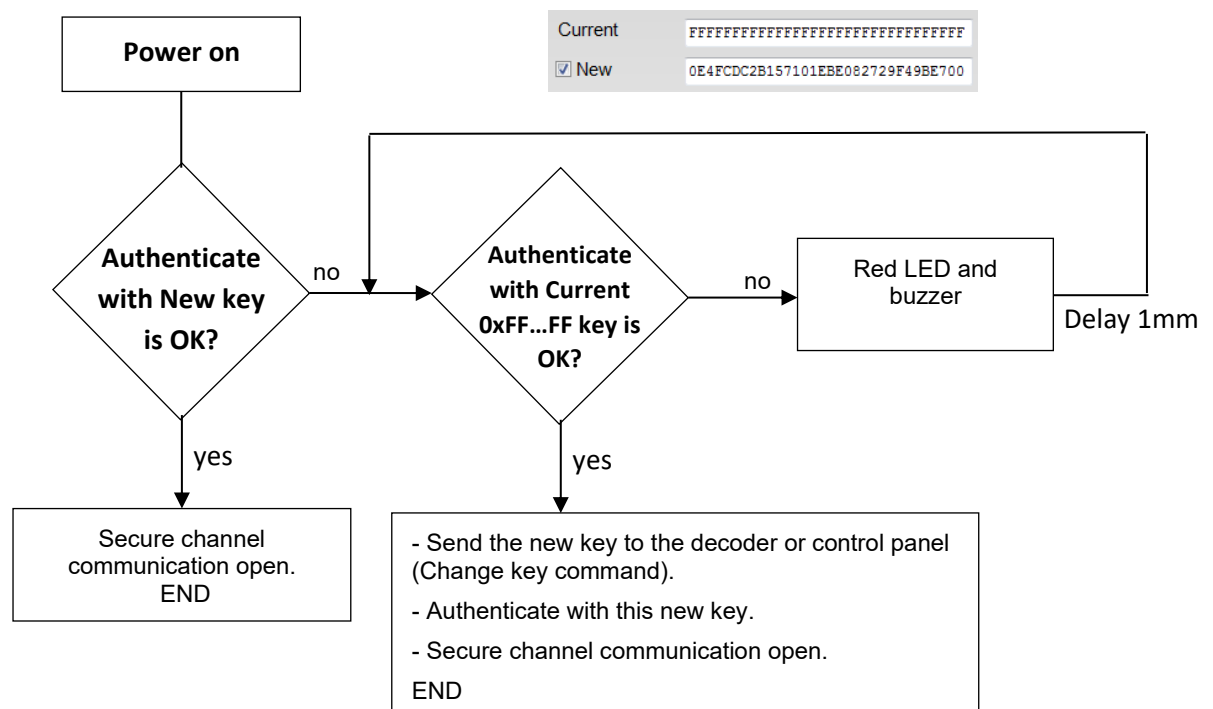 Power on
Current
FFFFFFFFFFFFFFFFFFFFFFFFFFFFFFFF
New
0E4FCDC2B157101EBE082729F49BE700
Authenticate
with New key
is OK?
no
Authenticate
with Current
0xFF...FF key is
OK?
no
Red LED and
buzzer
Delay 1mm
yes
yes
Secure channel
communication open.
END
- Send the new key to the decoder or control panel
(Change key command).
- Authenticate with this new key.
- Secure channel communication open.
END